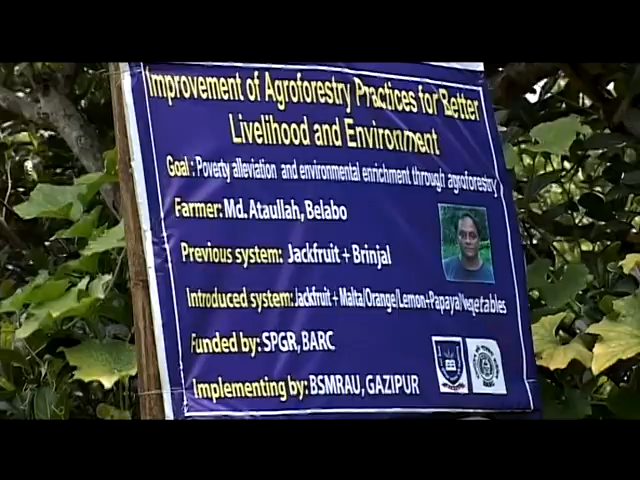 Improvement of Agroforestry Practices for Better
Livelihood and Environment
Goal : Poverty alleviation and environmental enrichment through agroforestry
Farmer: Md. Ataullah, Belabo
Previous system: Jackfruit + Brinjal
Introduced system: Jackfruit + Malta/Orange/Lemon+Papaya/Vegetables
Funded by: SPGR, BARC
Implementing by: BSMRAU, GAZIPUR